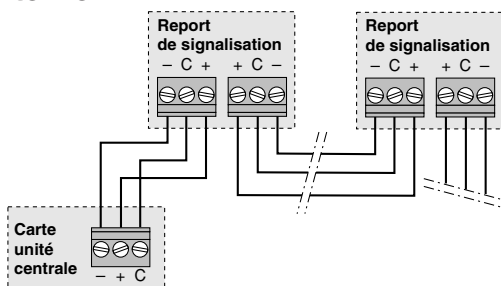 Report
de signalisation
− C + + C −
Report
de signalisation
− C + + C −
Carte
unité
centrale
− + C